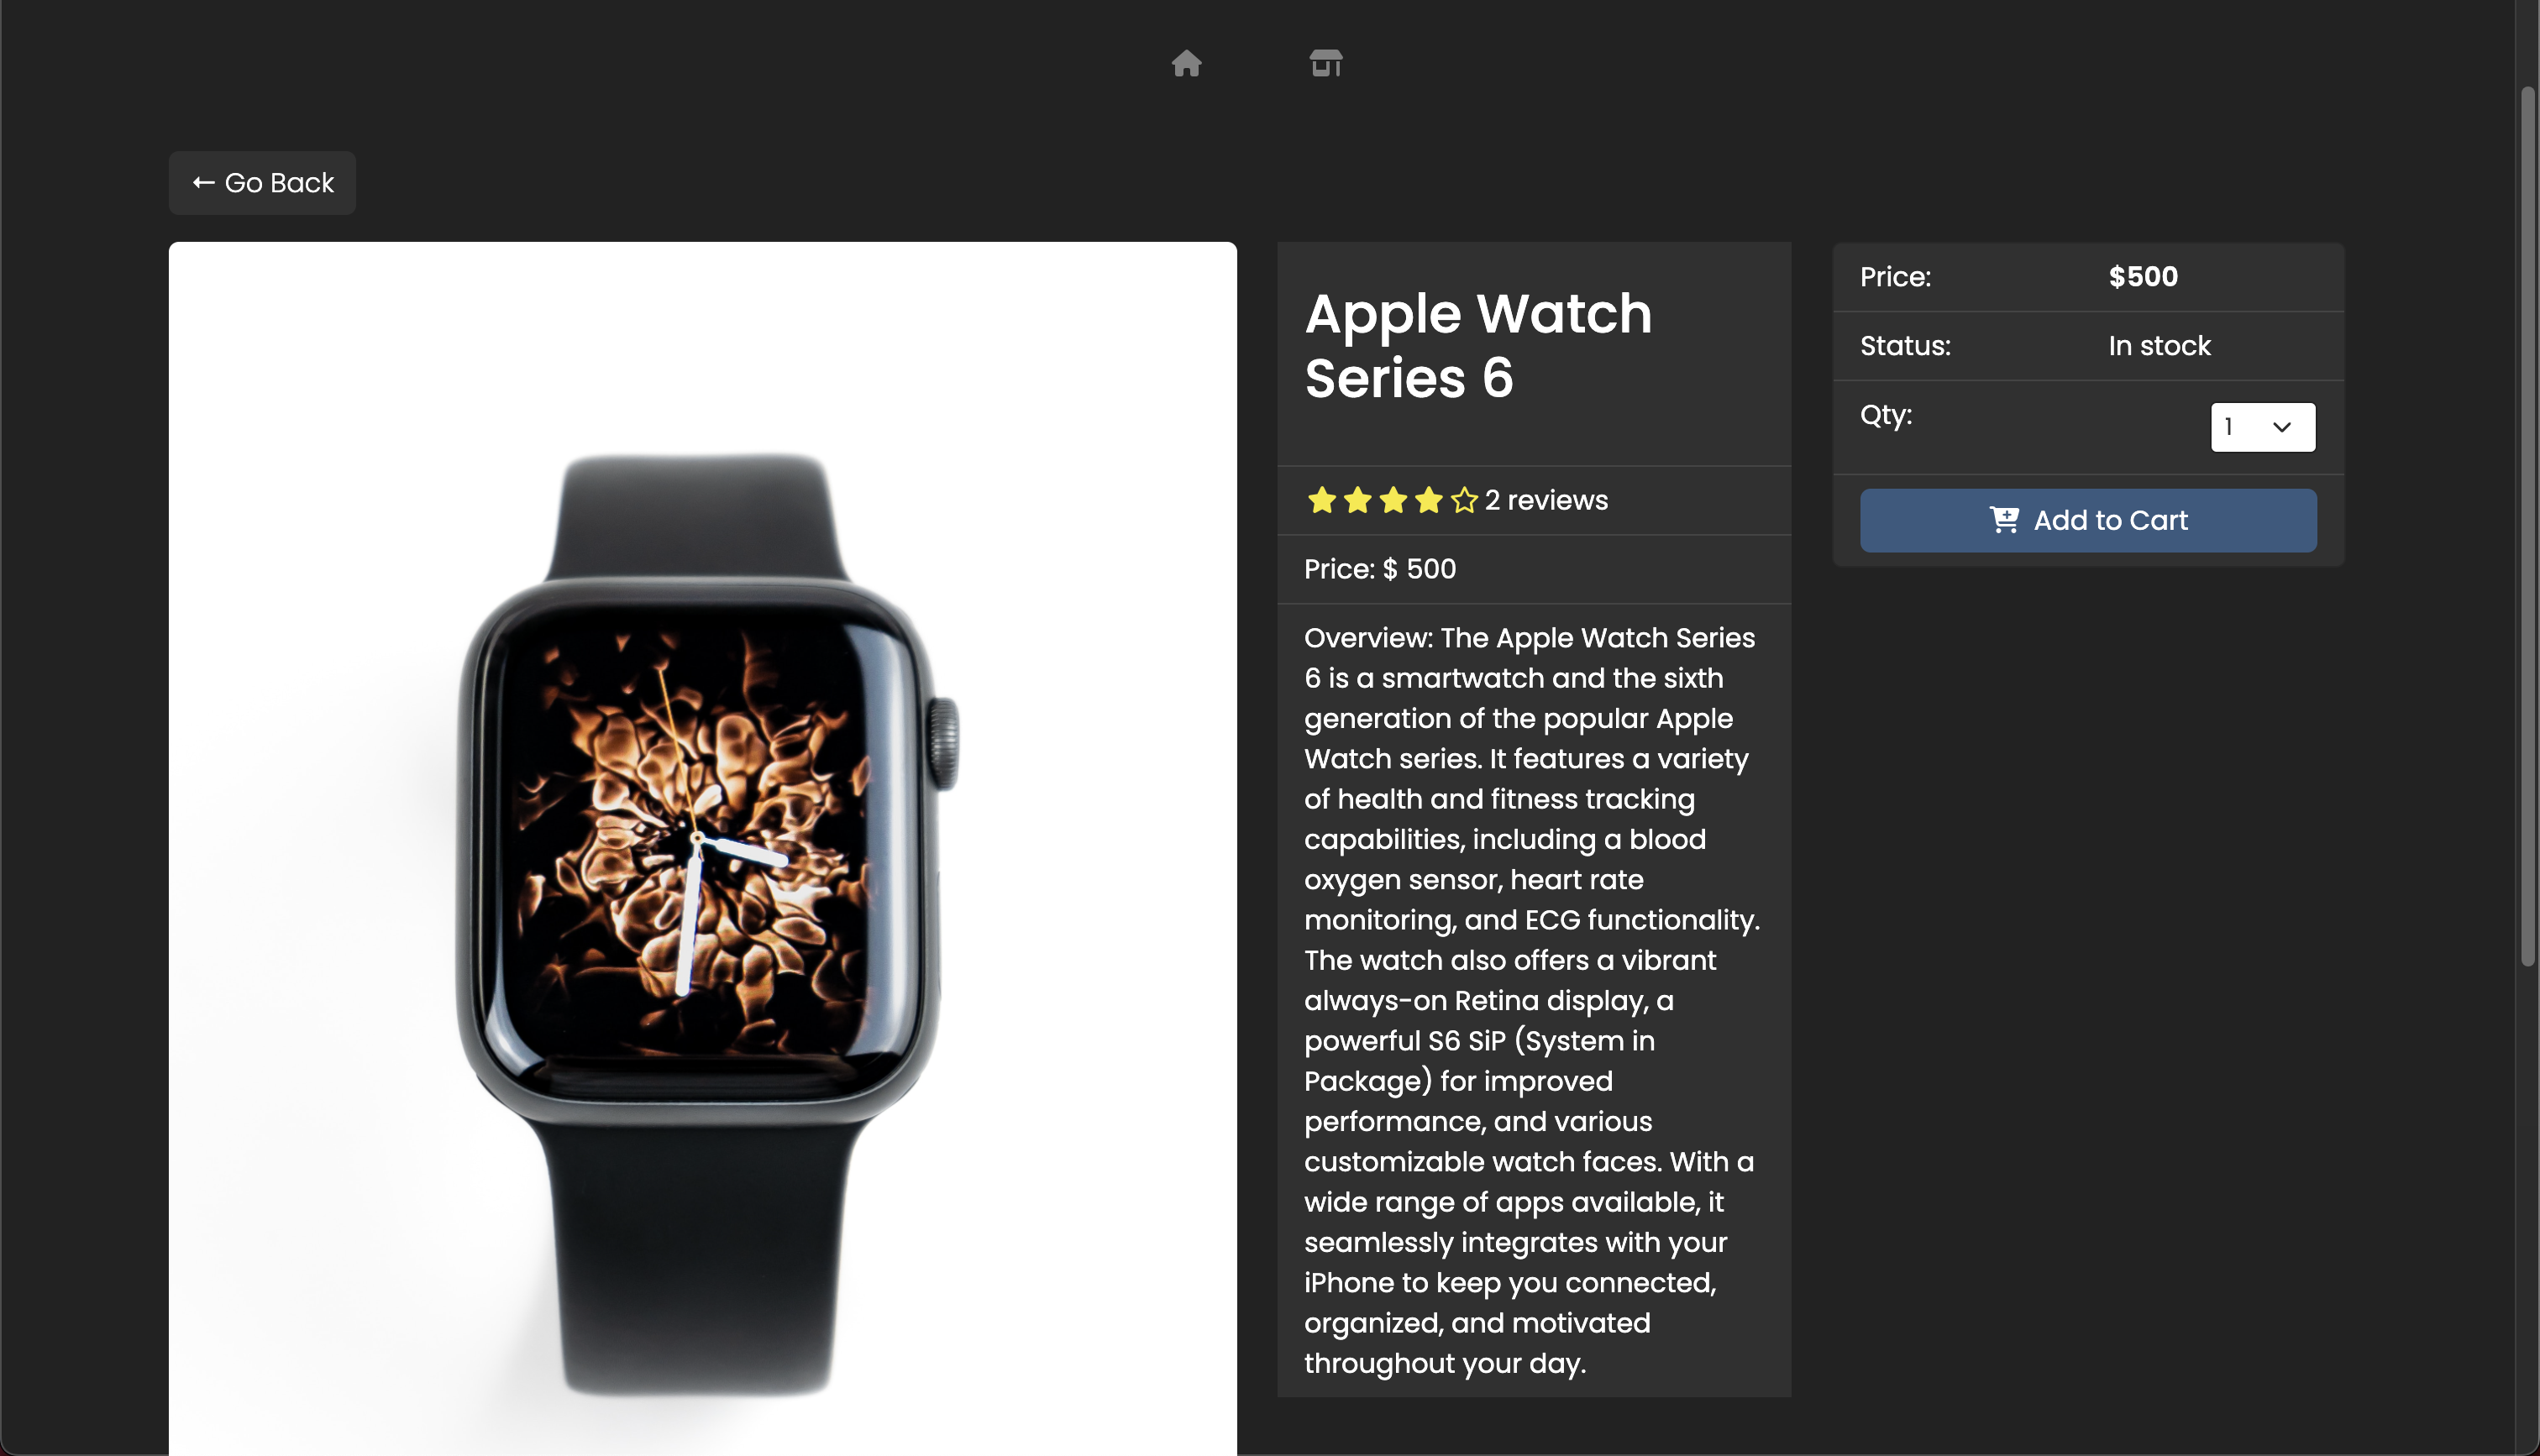 ← Go Back
Apple Watch
Series 6
2 reviews
Price: $ 500
Overview: The Apple Watch Series
6 is a smartwatch and the sixth
generation of the popular Apple
Watch series. It features a variety
of health and fitness tracking
capabilities, including a blood
oxygen sensor, heart rate
monitoring, and ECG functionality.
The watch also offers a vibrant
always-on Retina display, a
powerful S6 SiP (System in
Package) for improved
performance, and various
customizable watch faces. With a
wide range of apps available, it
seamlessly integrates with your
iPhone to keep you connected,
organized, and motivated
throughout your day.
Price: $500
Status: In stock
Qty: 1
Add to Cart